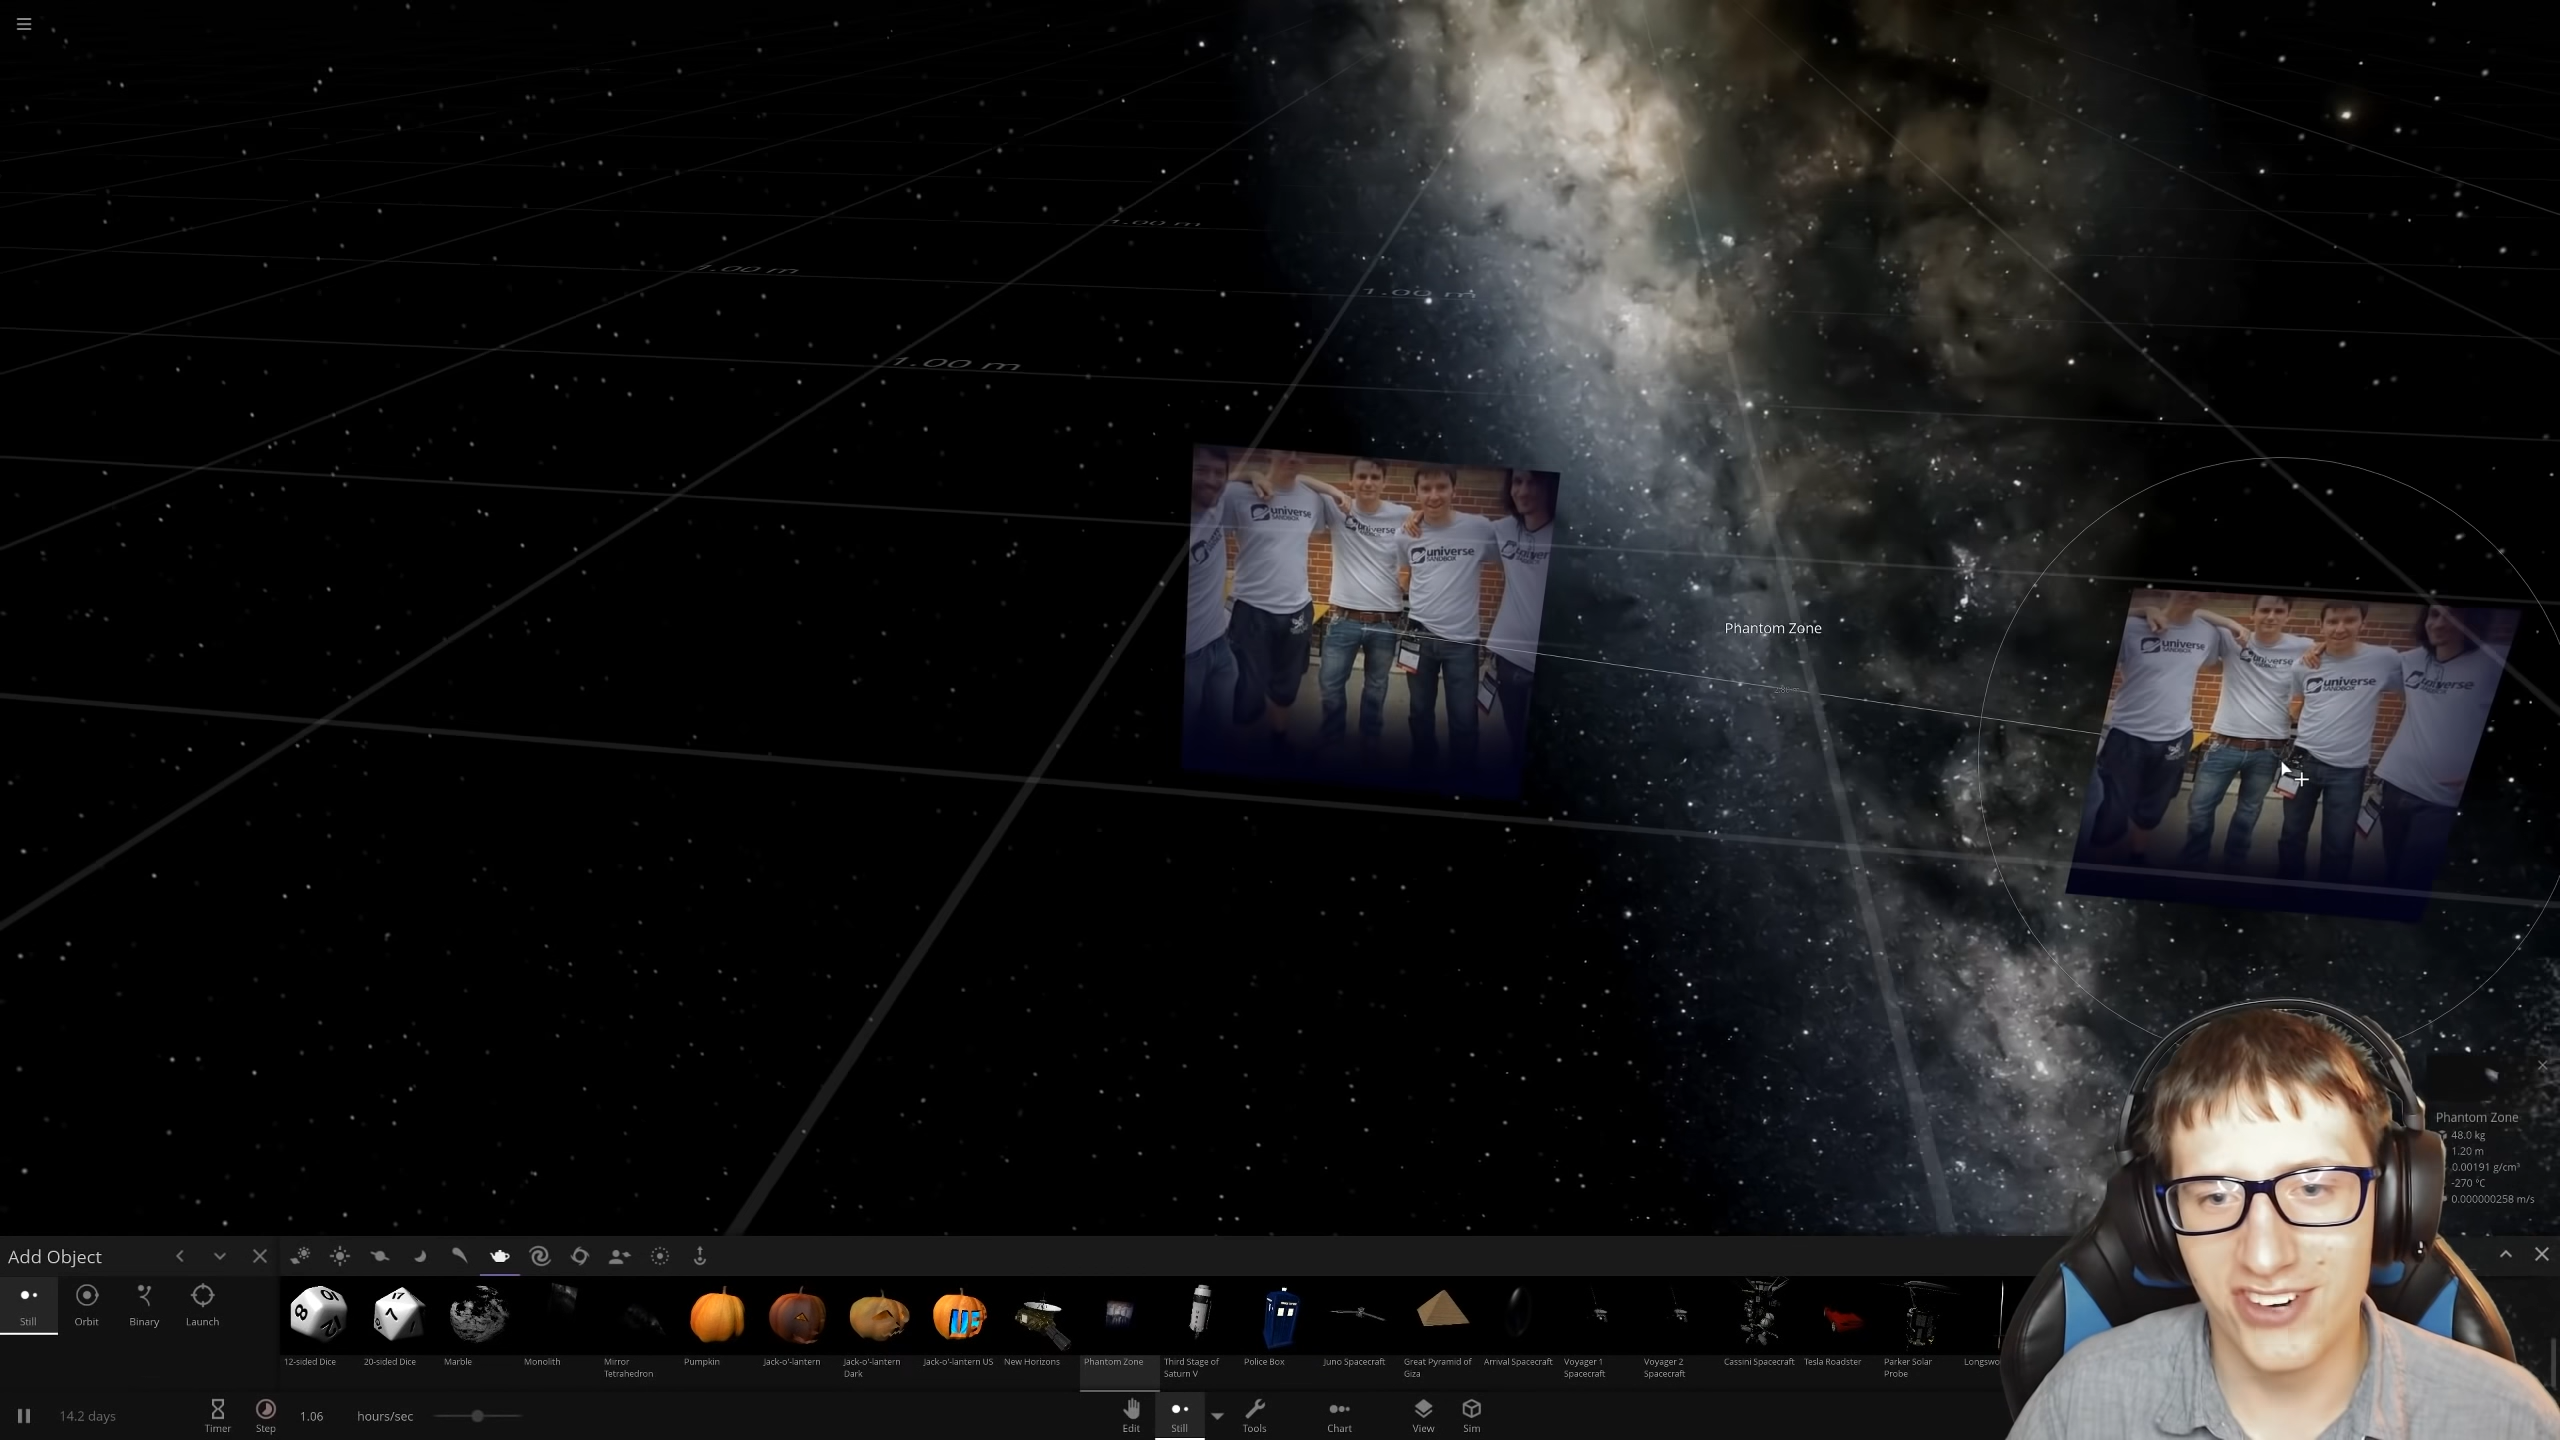 1.00 m
1.00 m
1.00 m
1.00 m
universe
SANDBOX
universe
universe
SANDBOX
universe
universe
universe
SANDBOX
universe
Phantom Zone
Phantom Zone
48.0 kg
1.20 m
0.00191 g/cm³
-270 °C
0.000000258 m/s
Add Object
Still
Orbit
Binary
Launch
12-sided Dice
20-sided Dice
Marble
Monolith
Mirror
Tetrahedron
Pumpkin
Jack-o'-lantern
Jack-o'-lantern
Dark
Jack-o'-lantern US
New Horizons
Phantom Zone
Third Stage of
Saturn V
Police Box
Juno Spacecraft
Great Pyramid of
Giza
Arrival Spacecraft
Voyager 1
Spacecraft
Voyager 2
Spacecraft
Cassini Spacecraft
Tesla Roadster
Parker Solar
Probe
Longswo
14.2 days
Timer
Step
1.06
hours/sec
Edit
Still
Tools
Chart
View
Sim